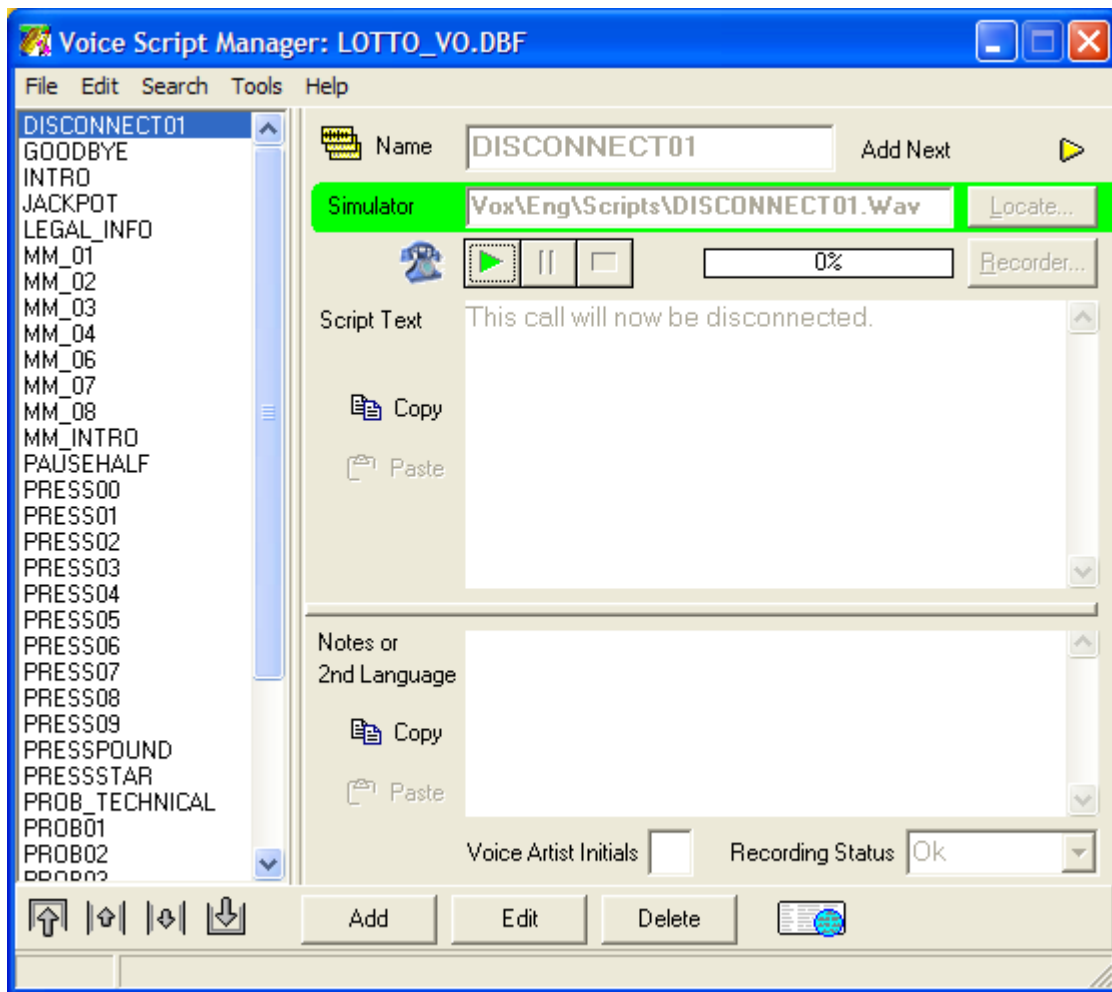 Voice Script Manager: LOTTO_VO.DBF
File Edit Search Tools Help
DISCONNECT01
GOODBYE
INTRO
JACKPOT
LEGAL_INFO
MM_01
MM_02
MM_03
MM_04
MM_06
MM_07
MM_08
MM_INTRO
PAUSEHALF
PRESS00
PRESS01
PRESS02
PRESS03
PRESS04
PRESS05
PRESS06
PRESS07
PRESS08
PRESS09
PRESSPOUND
PRESSSTAR
PROB_TECHNICAL
PROB01
PROB02
PROB03
Name DISCONNECT01 Add Next
Simulator Vox\Eng\Scripts\DISCONNECT01.Wav Locate...
0% Recorder...
Script Text This call will now be disconnected.
Copy
Paste
Notes or
2nd Language
Copy
Paste
Voice Artist Initials Recording Status Ok
Add Edit Delete